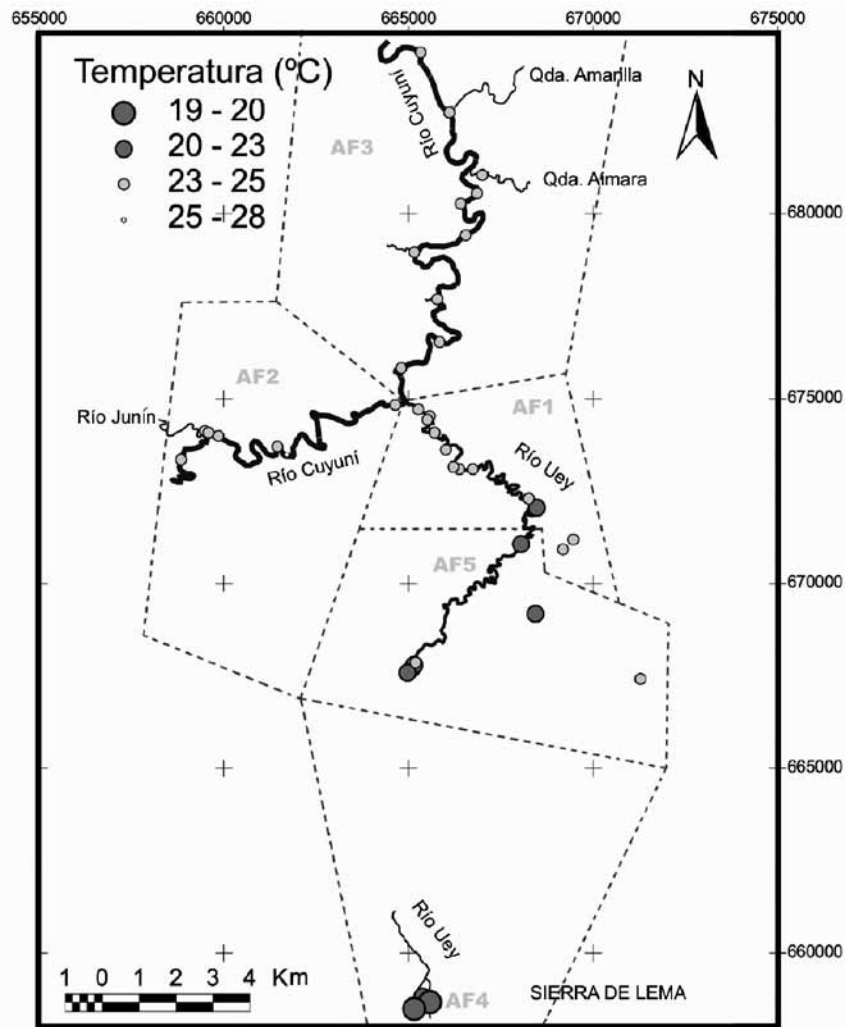 655000 660000 665000 670000 675000
Temperatura (ºC)
19 - 20
20 - 23
23 - 25
25 - 28
Río Cuyuní
Qda. Amarilla
N
AF3
Qda. Aimara
680000
AF2
675000
AF1
Río Junín
Río Cuyuní
Río Uey
AF5
670000
665000
Río Uey
660000
1 0 1 2 3 4 Km
AF4
SIERRA DE LEMA